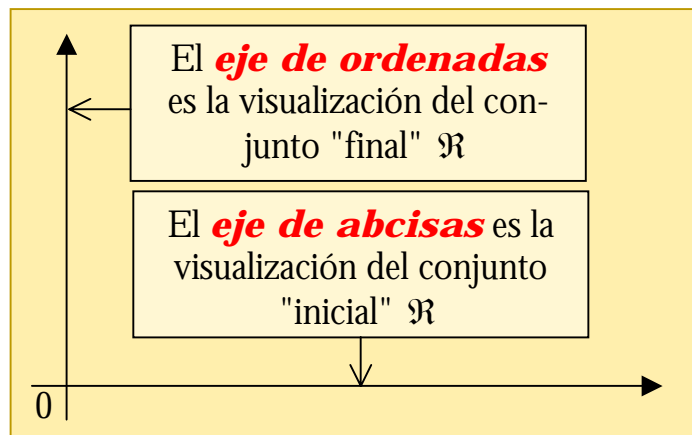 El eje de ordenadas
es la visualización del con-
junto "final" ℜ
El eje de abcisas es la
visualización del conjunto
"inicial" ℜ
0